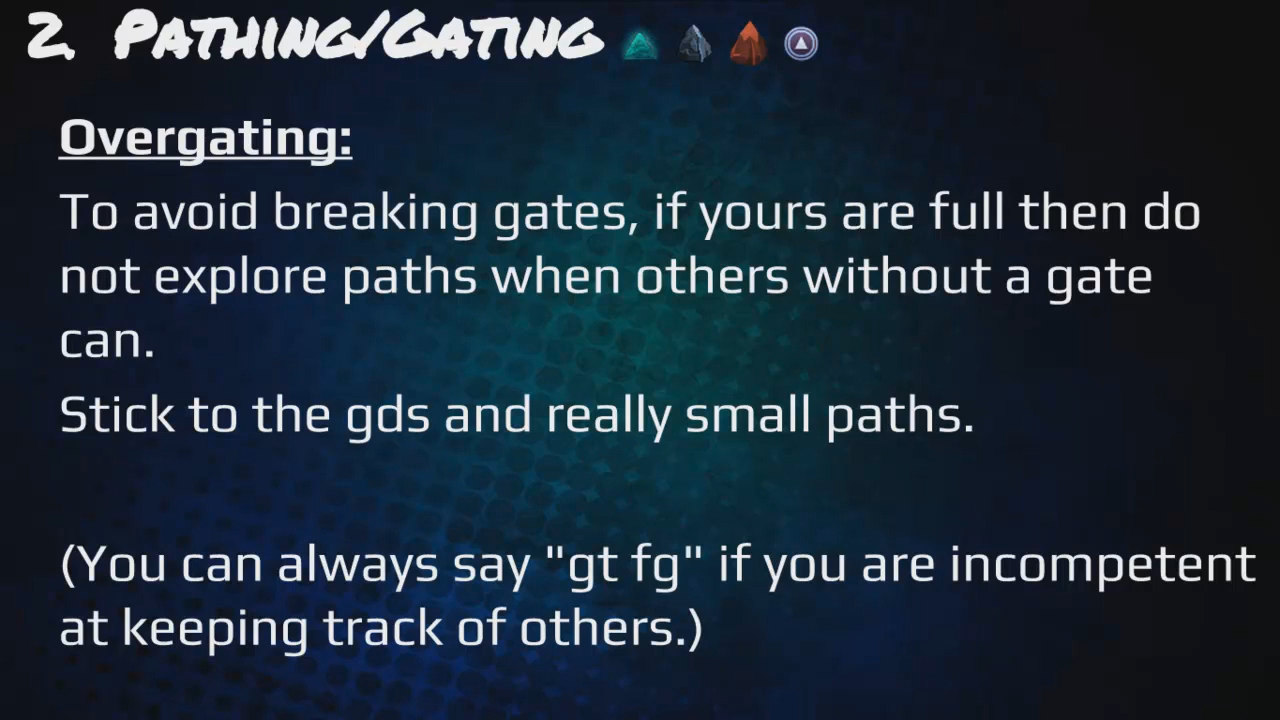 2. Pathing/Gating
Overgating:
To avoid breaking gates, if yours are full then do
not explore paths when others without a gate
can.
Stick to the gds and really small paths.
(You can always say "gt fg" if you are incompetent
at keeping track of others.)